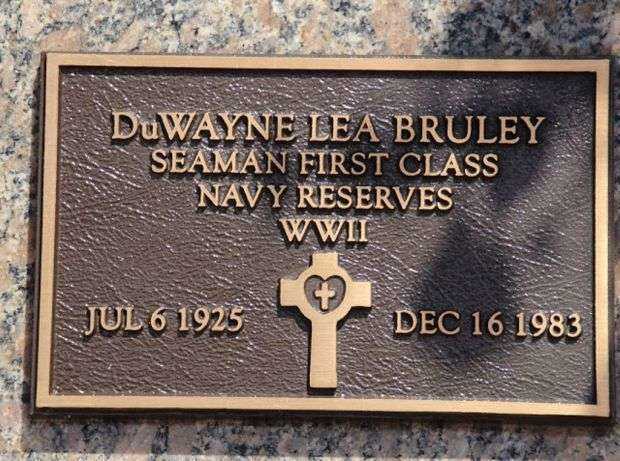 DuWAYNE LEA BRULEY
SEAMAN FIRST CLASS
NAVY RESERVES
WWII
JUL 6 1925 DEC 16 1983